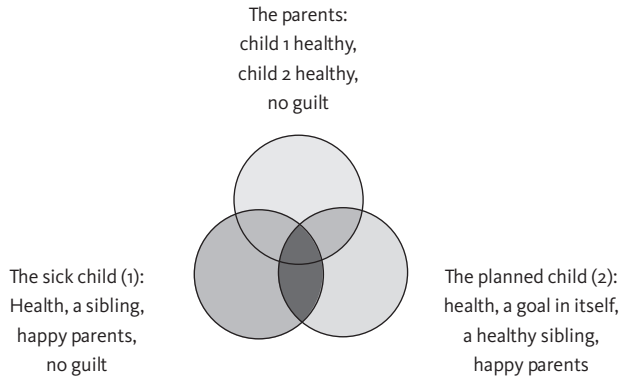 The parents:
child 1 healthy,
child 2 healthy,
no guilt
The sick child (1):
Health, a sibling,
happy parents,
no guilt
The planned child (2):
health, a goal in itself,
a healthy sibling,
happy parents